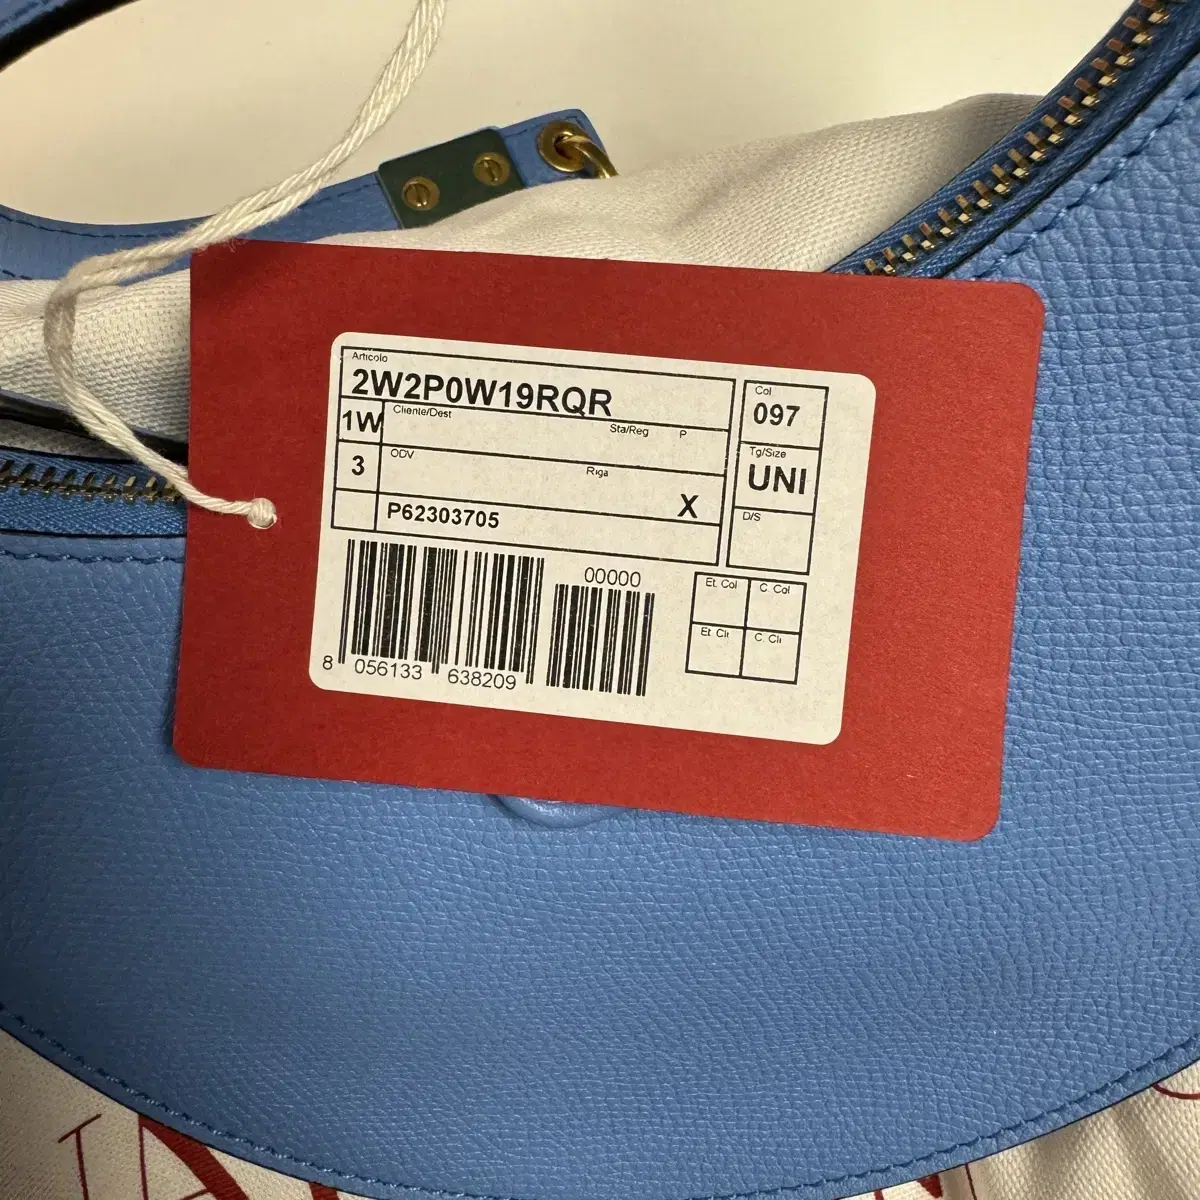 Articolo
2W2P0W19RQR
1W
Cliente/Dest
Sta/Reg
P
3
ODV
Riga
X
P62303705
Col
097
Tg/Size
UNI
D/S
00000
8 056133 638209
Et. Col
C. Col
Et. Cli
C. Cli